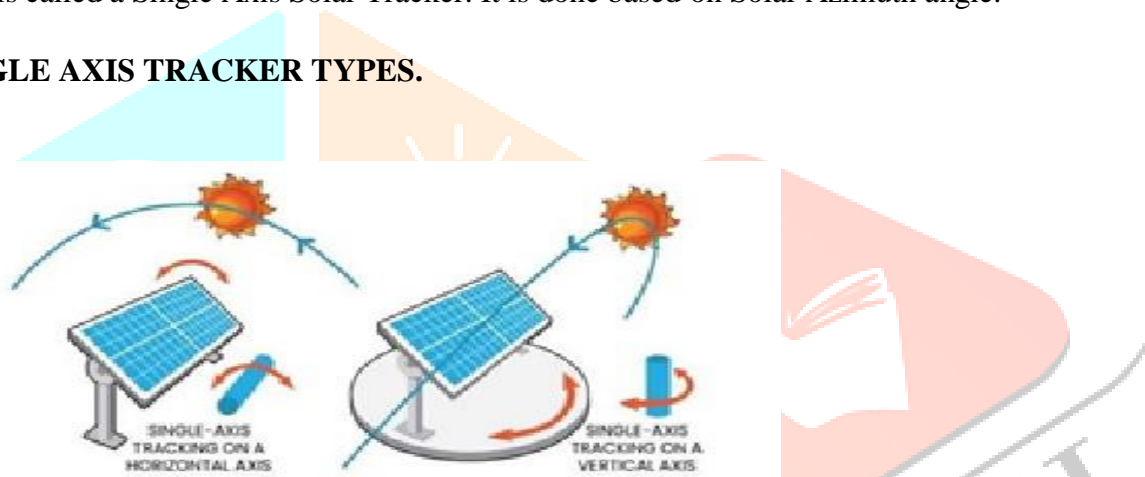 is called a Single Axis Solar Tracker. It is done based on Solar Azimuth angle.
GLE AXIS TRACKER TYPES.
SINGLE-AXIS
TRACKING ON A
HORIZONTAL AXIS
SINGLE-AXIS
TRACKING ON A
VERTICAL AXIS